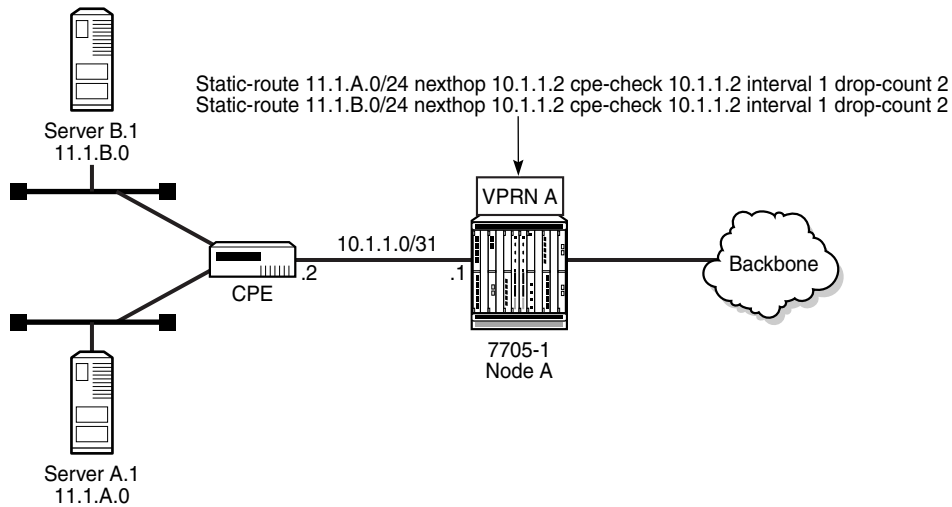 Static-route 11.1.A.0/24 nexthop 10.1.1.2 cpe-check 10.1.1.2 interval 1 drop-count 2
Static-route 11.1.B.0/24 nexthop 10.1.1.2 cpe-check 10.1.1.2 interval 1 drop-count 2
Server B.1
11.1.B.0
VPRN A
10.1.1.0/31
.2
.1
CPE
Backbone
7705-1
Node A
Server A.1
11.1.A.0